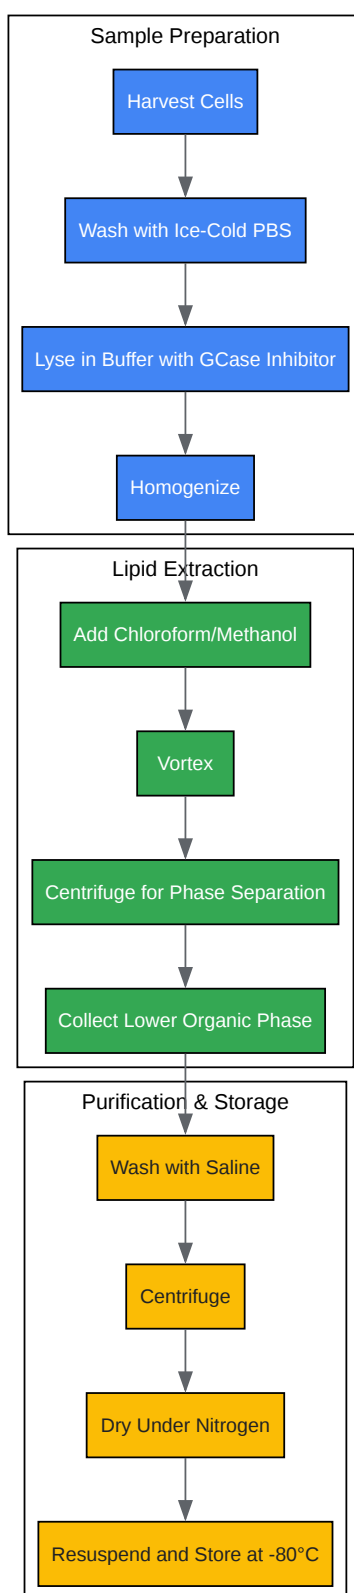 Sample Preparation
Harvest Cells
Wash with Ice-Cold PBS
Lyse in Buffer with GCase Inhibitor
Homogenize
Lipid Extraction
Add Chloroform/Methanol
Vortex
Centrifuge for Phase Separation
Collect Lower Organic Phase
Purification & Storage
Wash with Saline
Centrifuge
Dry Under Nitrogen
Resuspend and Store at -80°C